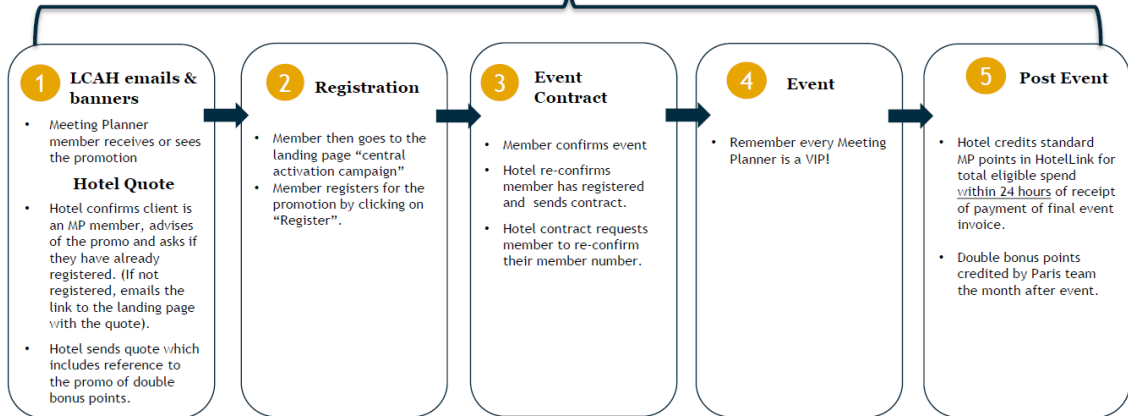 1
LCAH emails &
banners
• Meeting Planner
member receives or sees
the promotion
Hotel Quote
• Hotel confirms client is
an MP member, advises
of the promo and asks if
they have already
registered. (If not
registered, emails the
link to the landing page
with the quote).
• Hotel sends quote which
includes reference to
the promo of double
bonus points.
2
Registration
• Member then goes to the
landing page “central
activation campaign”
• Member registers for the
promotion by clicking on
“Register”.
3
Event
Contract
• Member confirms event
• Hotel re-confirms
member has registered
and sends contract.
• Hotel contract requests
member to re-confirm
their member number.
4
Event
• Remember every Meeting
Planner is a VIP!
5
Post Event
• Hotel credits standard
MP points in HotelLink for
total eligible spend
within 24 hours of receipt
of payment of final event
invoice.
• Double bonus points
credited by Paris team
the month after event.